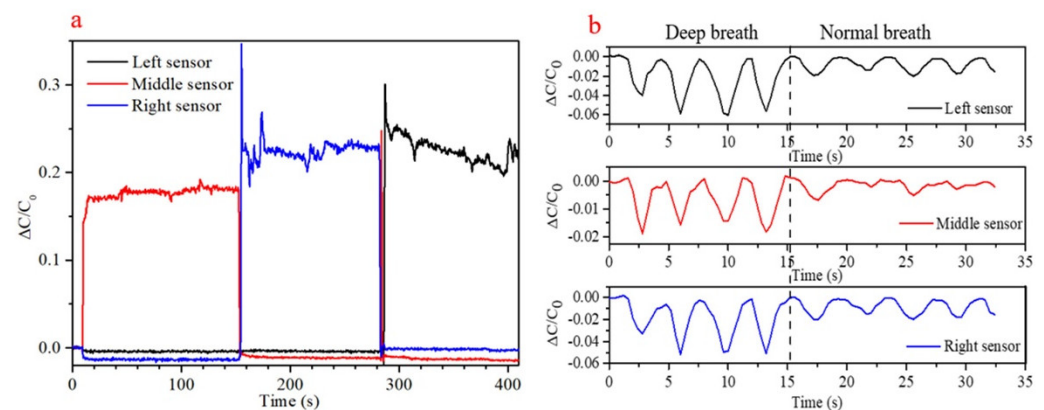 a
Left sensor
Middle sensor
Right sensor
ΔC/C₀
0.3
0.2
0.1
0.0
0 100 200 300 400
Time (s)
b
Deep breath Normal breath
ΔC/C₀
0.00
-0.02
-0.04
-0.06
Left sensor
0 5 10 15 20 25 30 35
Time (s)
ΔC/C₀
0.00
-0.01
-0.02
Middle sensor
0 5 10 15 20 25 30 35
Time (s)
ΔC/C₀
0.00
-0.02
-0.04
-0.06
Right sensor
0 5 10 15 20 25 30 35
Time (s)